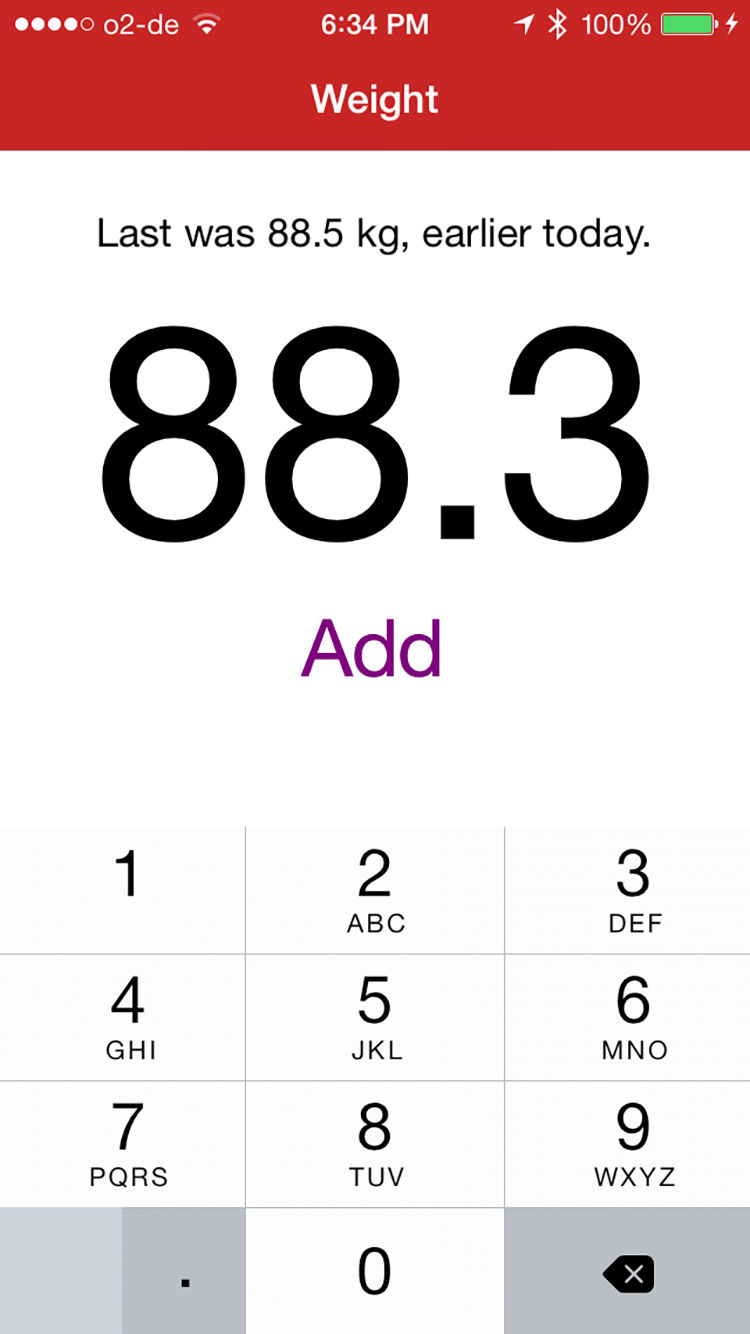 o2-de 6:34 PM 100%
Weight
Last was 88.5 kg, earlier today.
88.3
Add
1 2 3
ABC DEF
4 5 6
GHI JKL MNO
7 8 9
PQRS TUV WXYZ
. 0